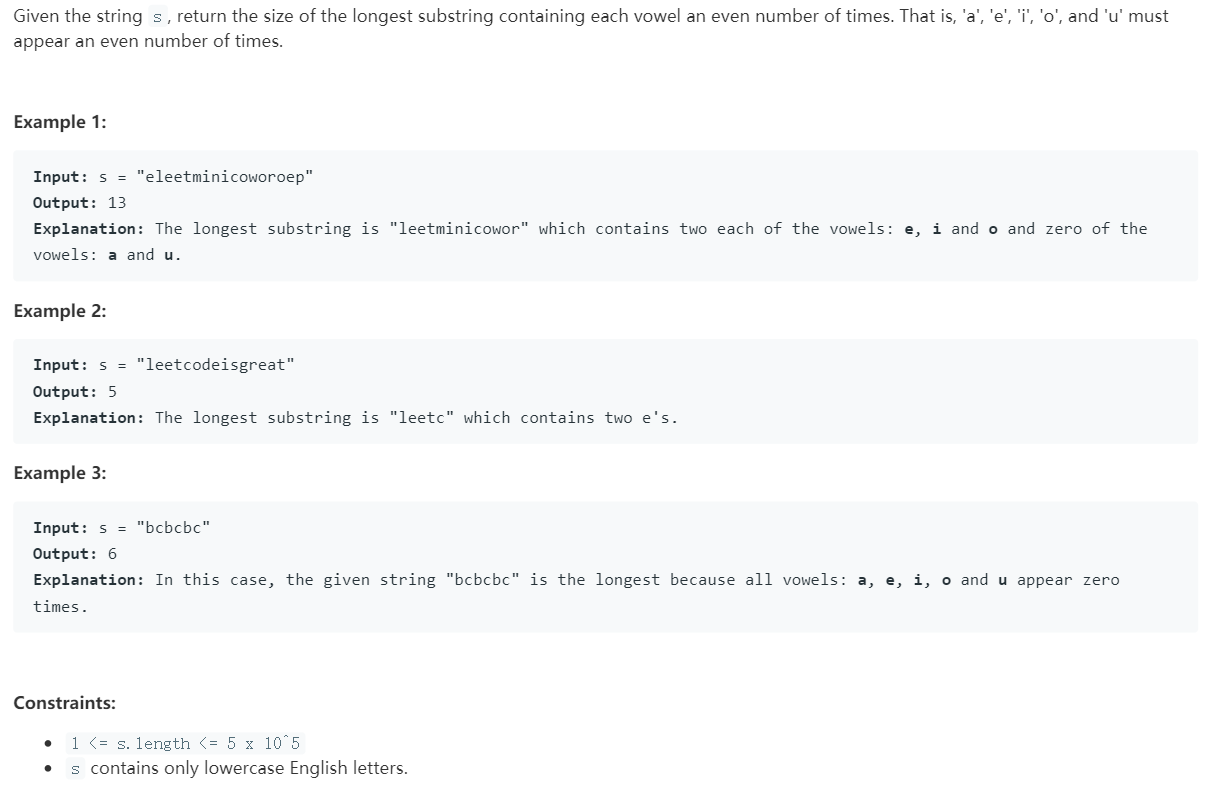 Given the string s, return the size of the longest substring containing each vowel an even number of times. That is, 'a', 'e', 'i', 'o', and 'u' must
appear an even number of times.
Example 1:
Input: s = "eleetminicoworoep"
Output: 13
Explanation: The longest substring is "leetminicowor" which contains two each of the vowels: e, i and o and zero of the
vowels: a and u.
Example 2:
Input: s = "leetcodeisgreat"
Output: 5
Explanation: The longest substring is "leetc" which contains two e's.
Example 3:
Input: s = "bcbcbc"
Output: 6
Explanation: In this case, the given string "bcbcbc" is the longest because all vowels: a, e, i, o and u appear zero
times.
Constraints:
• 1 <= s.length <= 5 x 10^5
• s contains only lowercase English letters.